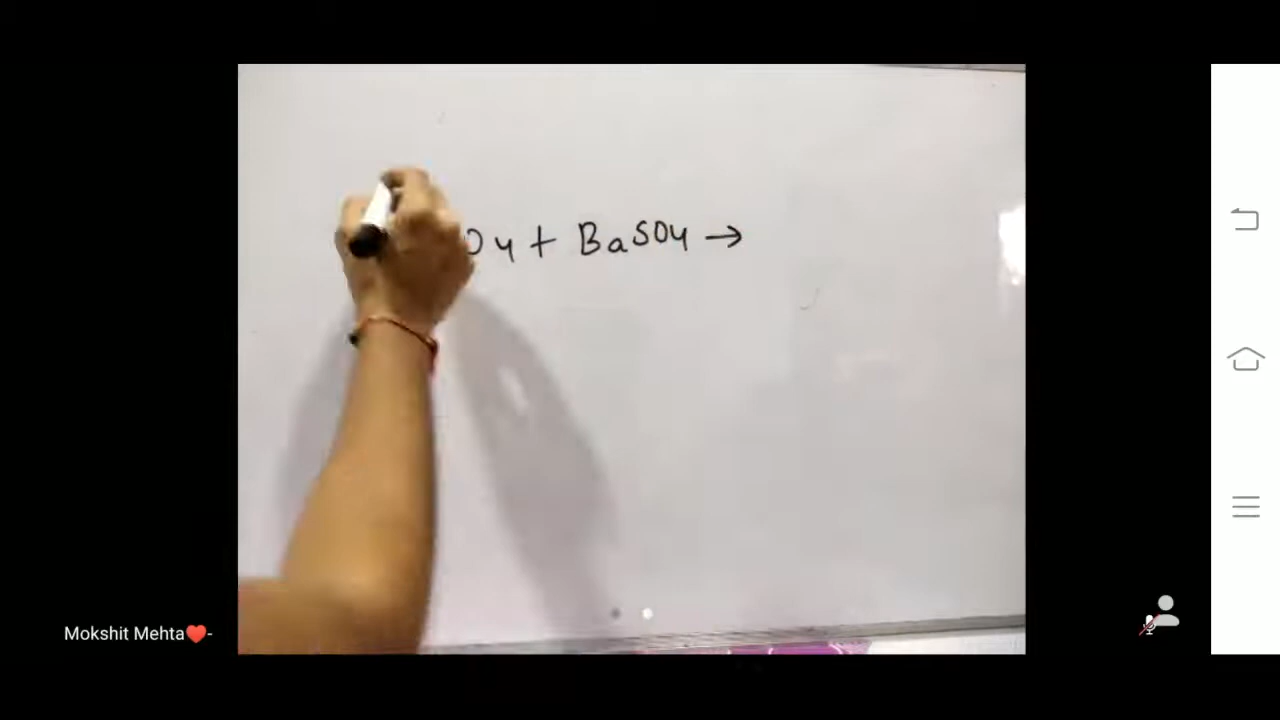 O4 + BaSO4 →
Mokshit Mehta❤️-